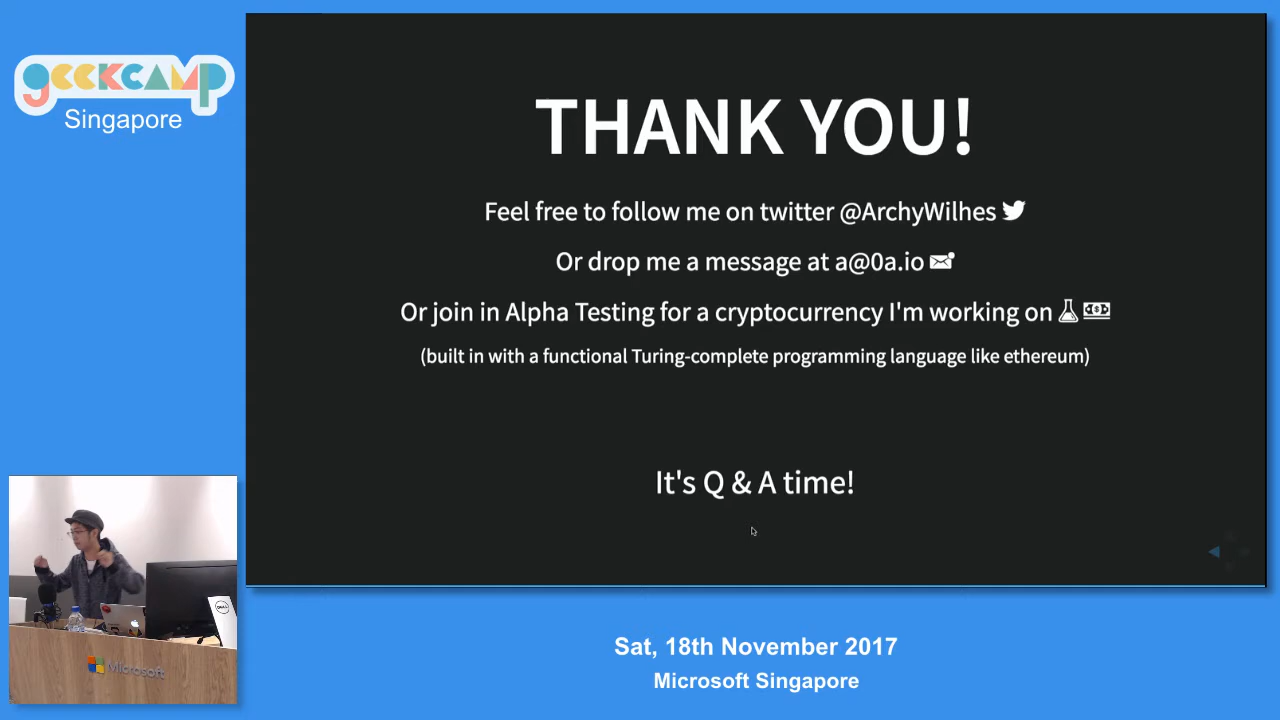 geekcamp
Singapore
THANK YOU!
Feel free to follow me on twitter @ArchyWilhes
Or drop me a message at a@0a.io
Or join in Alpha Testing for a cryptocurrency I'm working on
(built in with a functional Turing-complete programming language like ethereum)
It's Q & A time!
Microsoft
DELL
Sat, 18th November 2017
Microsoft Singapore